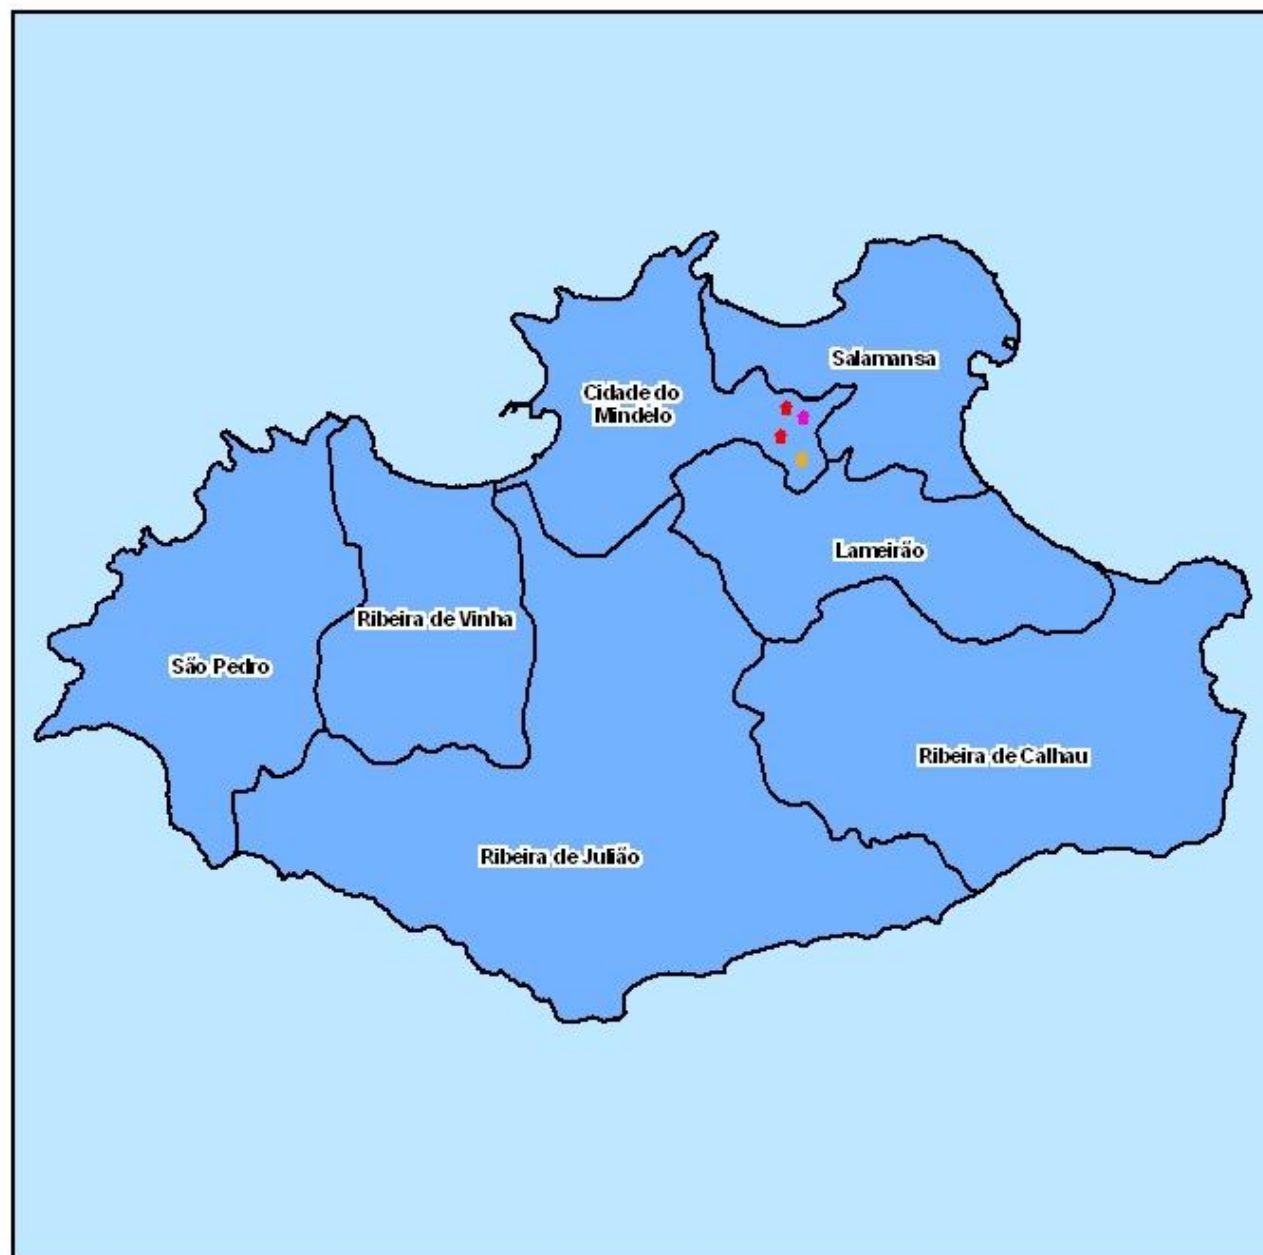 Salamansa
Cidade do
Mindelo
Lameirão
Ribeira de Vinha
São Pedro
Ribeira de Calhau
Ribeira de Julião